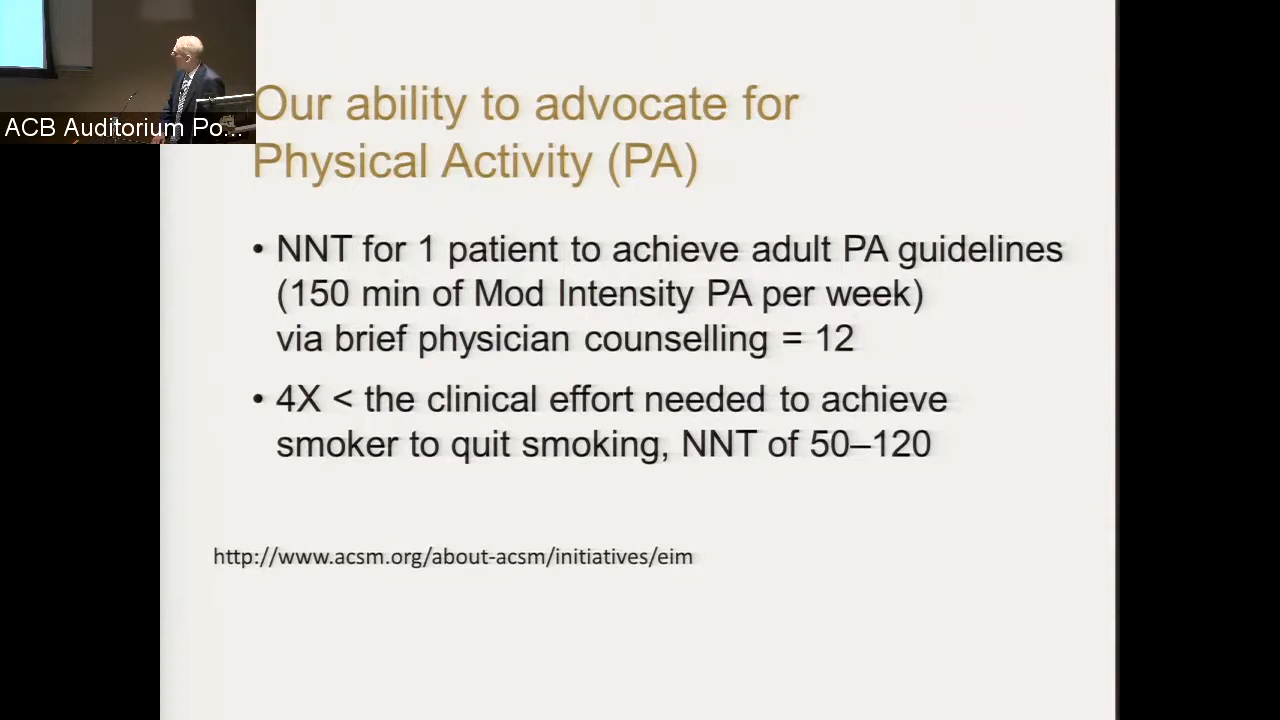 ACB Auditorium Po...
Our ability to advocate for
Physical Activity (PA)
• NNT for 1 patient to achieve adult PA guidelines
(150 min of Mod Intensity PA per week)
via brief physician counselling = 12
• 4X < the clinical effort needed to achieve
smoker to quit smoking, NNT of 50–120
http://www.acsm.org/about-acsm/initiatives/eim